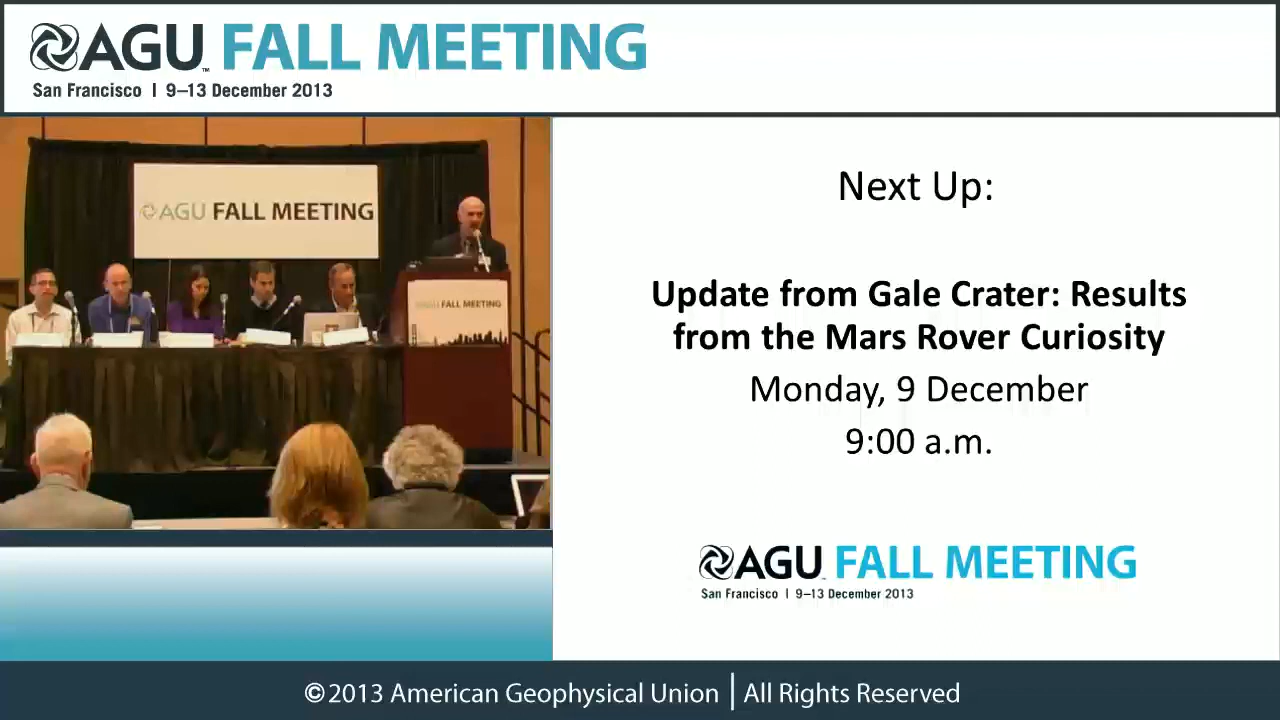 AGU™ FALL MEETING
San Francisco | 9–13 December 2013
AGU FALL MEETING
AGU FALL MEETING
Next Up:
Update from Gale Crater: Results
from the Mars Rover Curiosity
Monday, 9 December
9:00 a.m.
AGU FALL MEETING
San Francisco | 9–13 December 2013
©2013 American Geophysical Union | All Rights Reserved